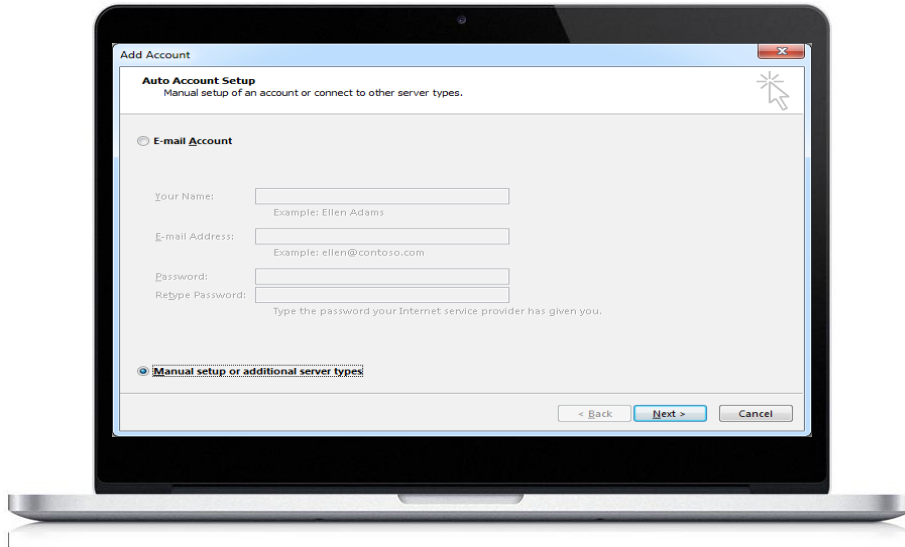 Add Account
Auto Account Setup
Manual setup of an account or connect to other server types.
E-mail Account
Your Name:
Example: Ellen Adams
E-mail Address:
Example: ellen@contoso.com
Password:
Retype Password:
Type the password your Internet service provider has given you.
Manual setup or additional server types
< Back Next > Cancel